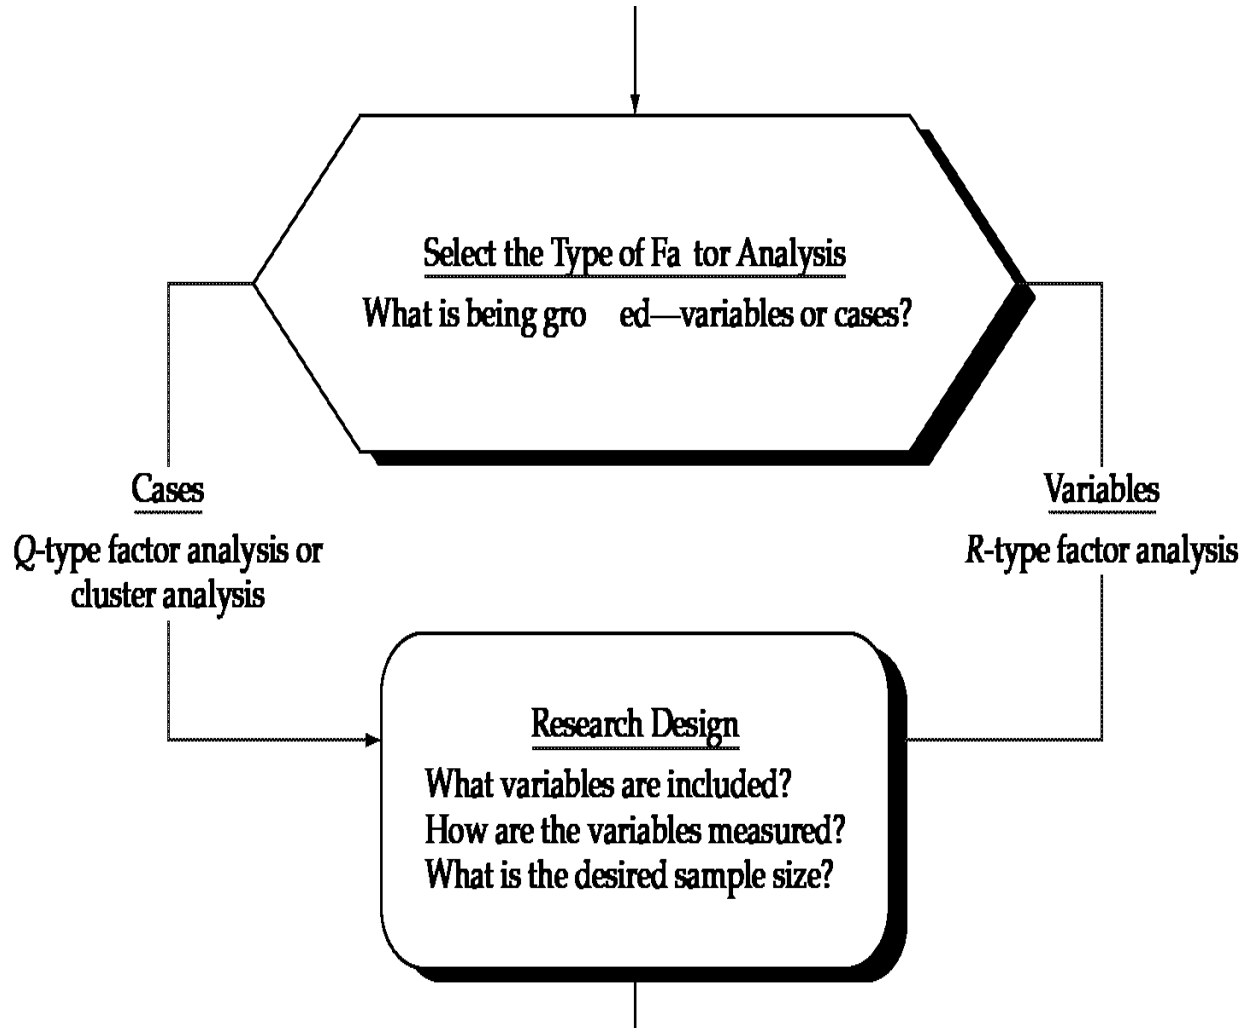 Select the Type of Fa tor Analysis
What is being gro ed—variables or cases?
Cases
Q-type factor analysis or
cluster analysis
Variables
R-type factor analysis
Research Design
What variables are included?
How are the variables measured?
What is the desired sample size?